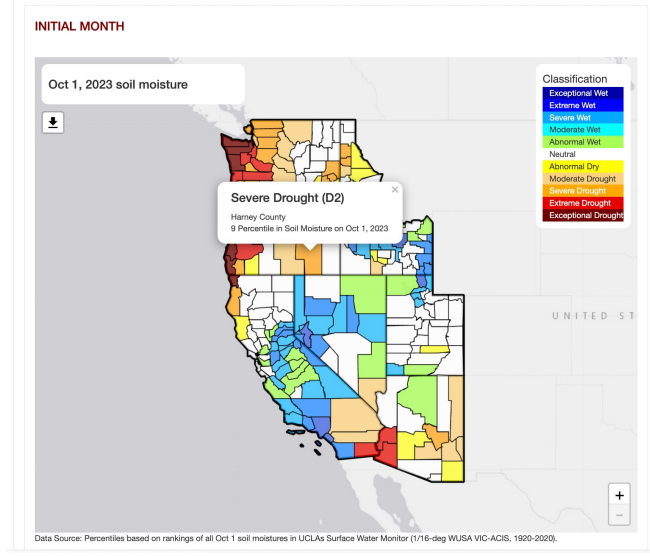 INITIAL MONTH
Oct 1, 2023 soil moisture
Classification
Exceptional Wet
Extreme Wet
Severe Wet
Moderate Wet
Abnormal Wet
Neutral
Abnormal Dry
Moderate Drought
Severe Drought
Extreme Drought
Exceptional Drought
×
Severe Drought (D2)
Harney County
9 Percentile in Soil Moisture on Oct 1, 2023
UNITED ST
+
−
Data Source: Percentiles based on rankings of all Oct 1 soil moistures in UCLAs Surface Water Monitor (1/16-deg WUSA VIC-ACIS, 1920-2020).